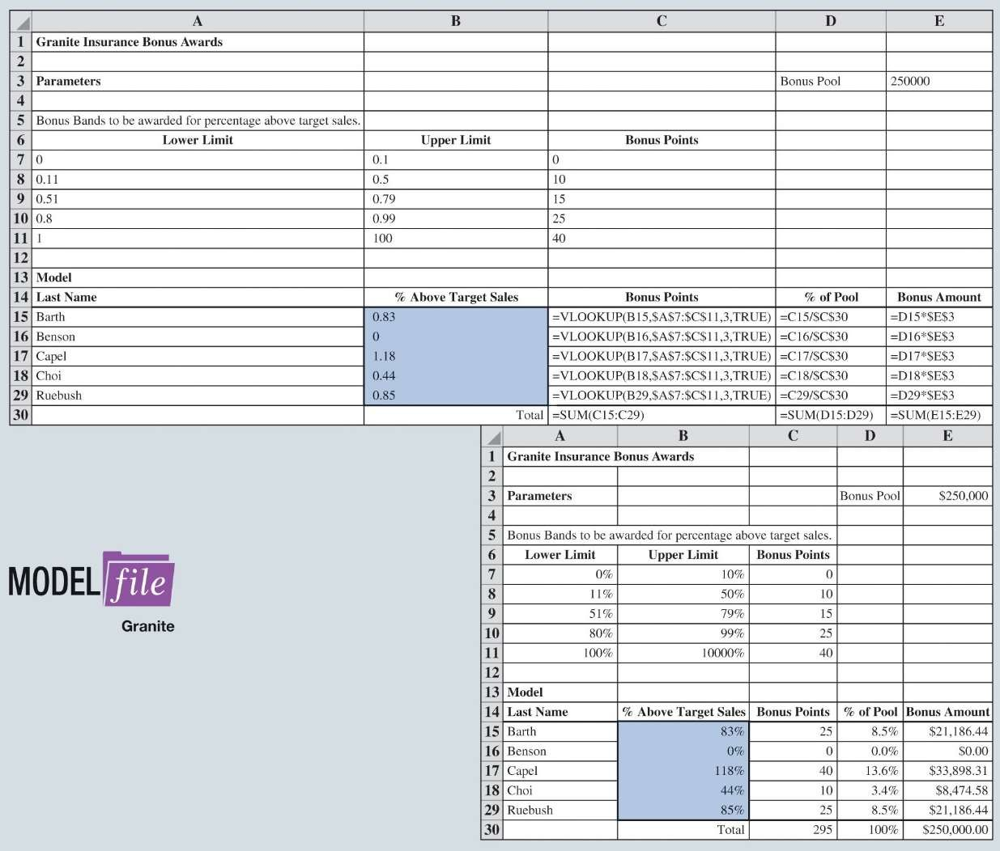 A B C D E
1 Granite Insurance Bonus Awards
2
3 Parameters Bonus Pool 250000
4
5 Bonus Bands to be awarded for percentage above target sales.
6 Lower Limit Upper Limit Bonus Points
7 0 0.1 0
8 0.11 0.5 10
9 0.51 0.79 15
10 0.8 0.99 25
11 1 100 40
12
13 Model
14 Last Name % Above Target Sales Bonus Points % of Pool Bonus Amount
15 Barth 0.83 =VLOOKUP(B15,$A$7:$C$11,3,TRUE) =C15/$C$30 =D15*$E$3
16 Benson 0 =VLOOKUP(B16,$A$7:$C$11,3,TRUE) =C16/$C$30 =D16*$E$3
17 Capel 1.18 =VLOOKUP(B17,$A$7:$C$11,3,TRUE) =C17/$C$30 =D17*$E$3
18 Choi 0.44 =VLOOKUP(B18,$A$7:$C$11,3,TRUE) =C18/$C$30 =D18*$E$3
29 Ruebush 0.85 =VLOOKUP(B29,$A$7:$C$11,3,TRUE) =C29/$C$30 =D29*$E$3
30 Total =SUM(C15:C29) =SUM(D15:D29) =SUM(E15:E29)
A B C D E
1 Granite Insurance Bonus Awards
2
3 Parameters Bonus Pool $250,000
4
5 Bonus Bands to be awarded for percentage above target sales.
6 Lower Limit Upper Limit Bonus Points
7 0% 10% 0
8 11% 50% 10
9 51% 79% 15
10 80% 99% 25
11 100% 10000% 40
12
13 Model
14 Last Name % Above Target Sales Bonus Points % of Pool Bonus Amount
15 Barth 83% 25 8.5% $21,186.44
16 Benson 0% 0 0.0% $0.00
17 Capel 118% 40 13.6% $33,898.31
18 Choi 44% 10 3.4% $8,474.58
29 Ruebush 85% 25 8.5% $21,186.44
30 Total 295 100% $250,000.00
MODEL file
Granite